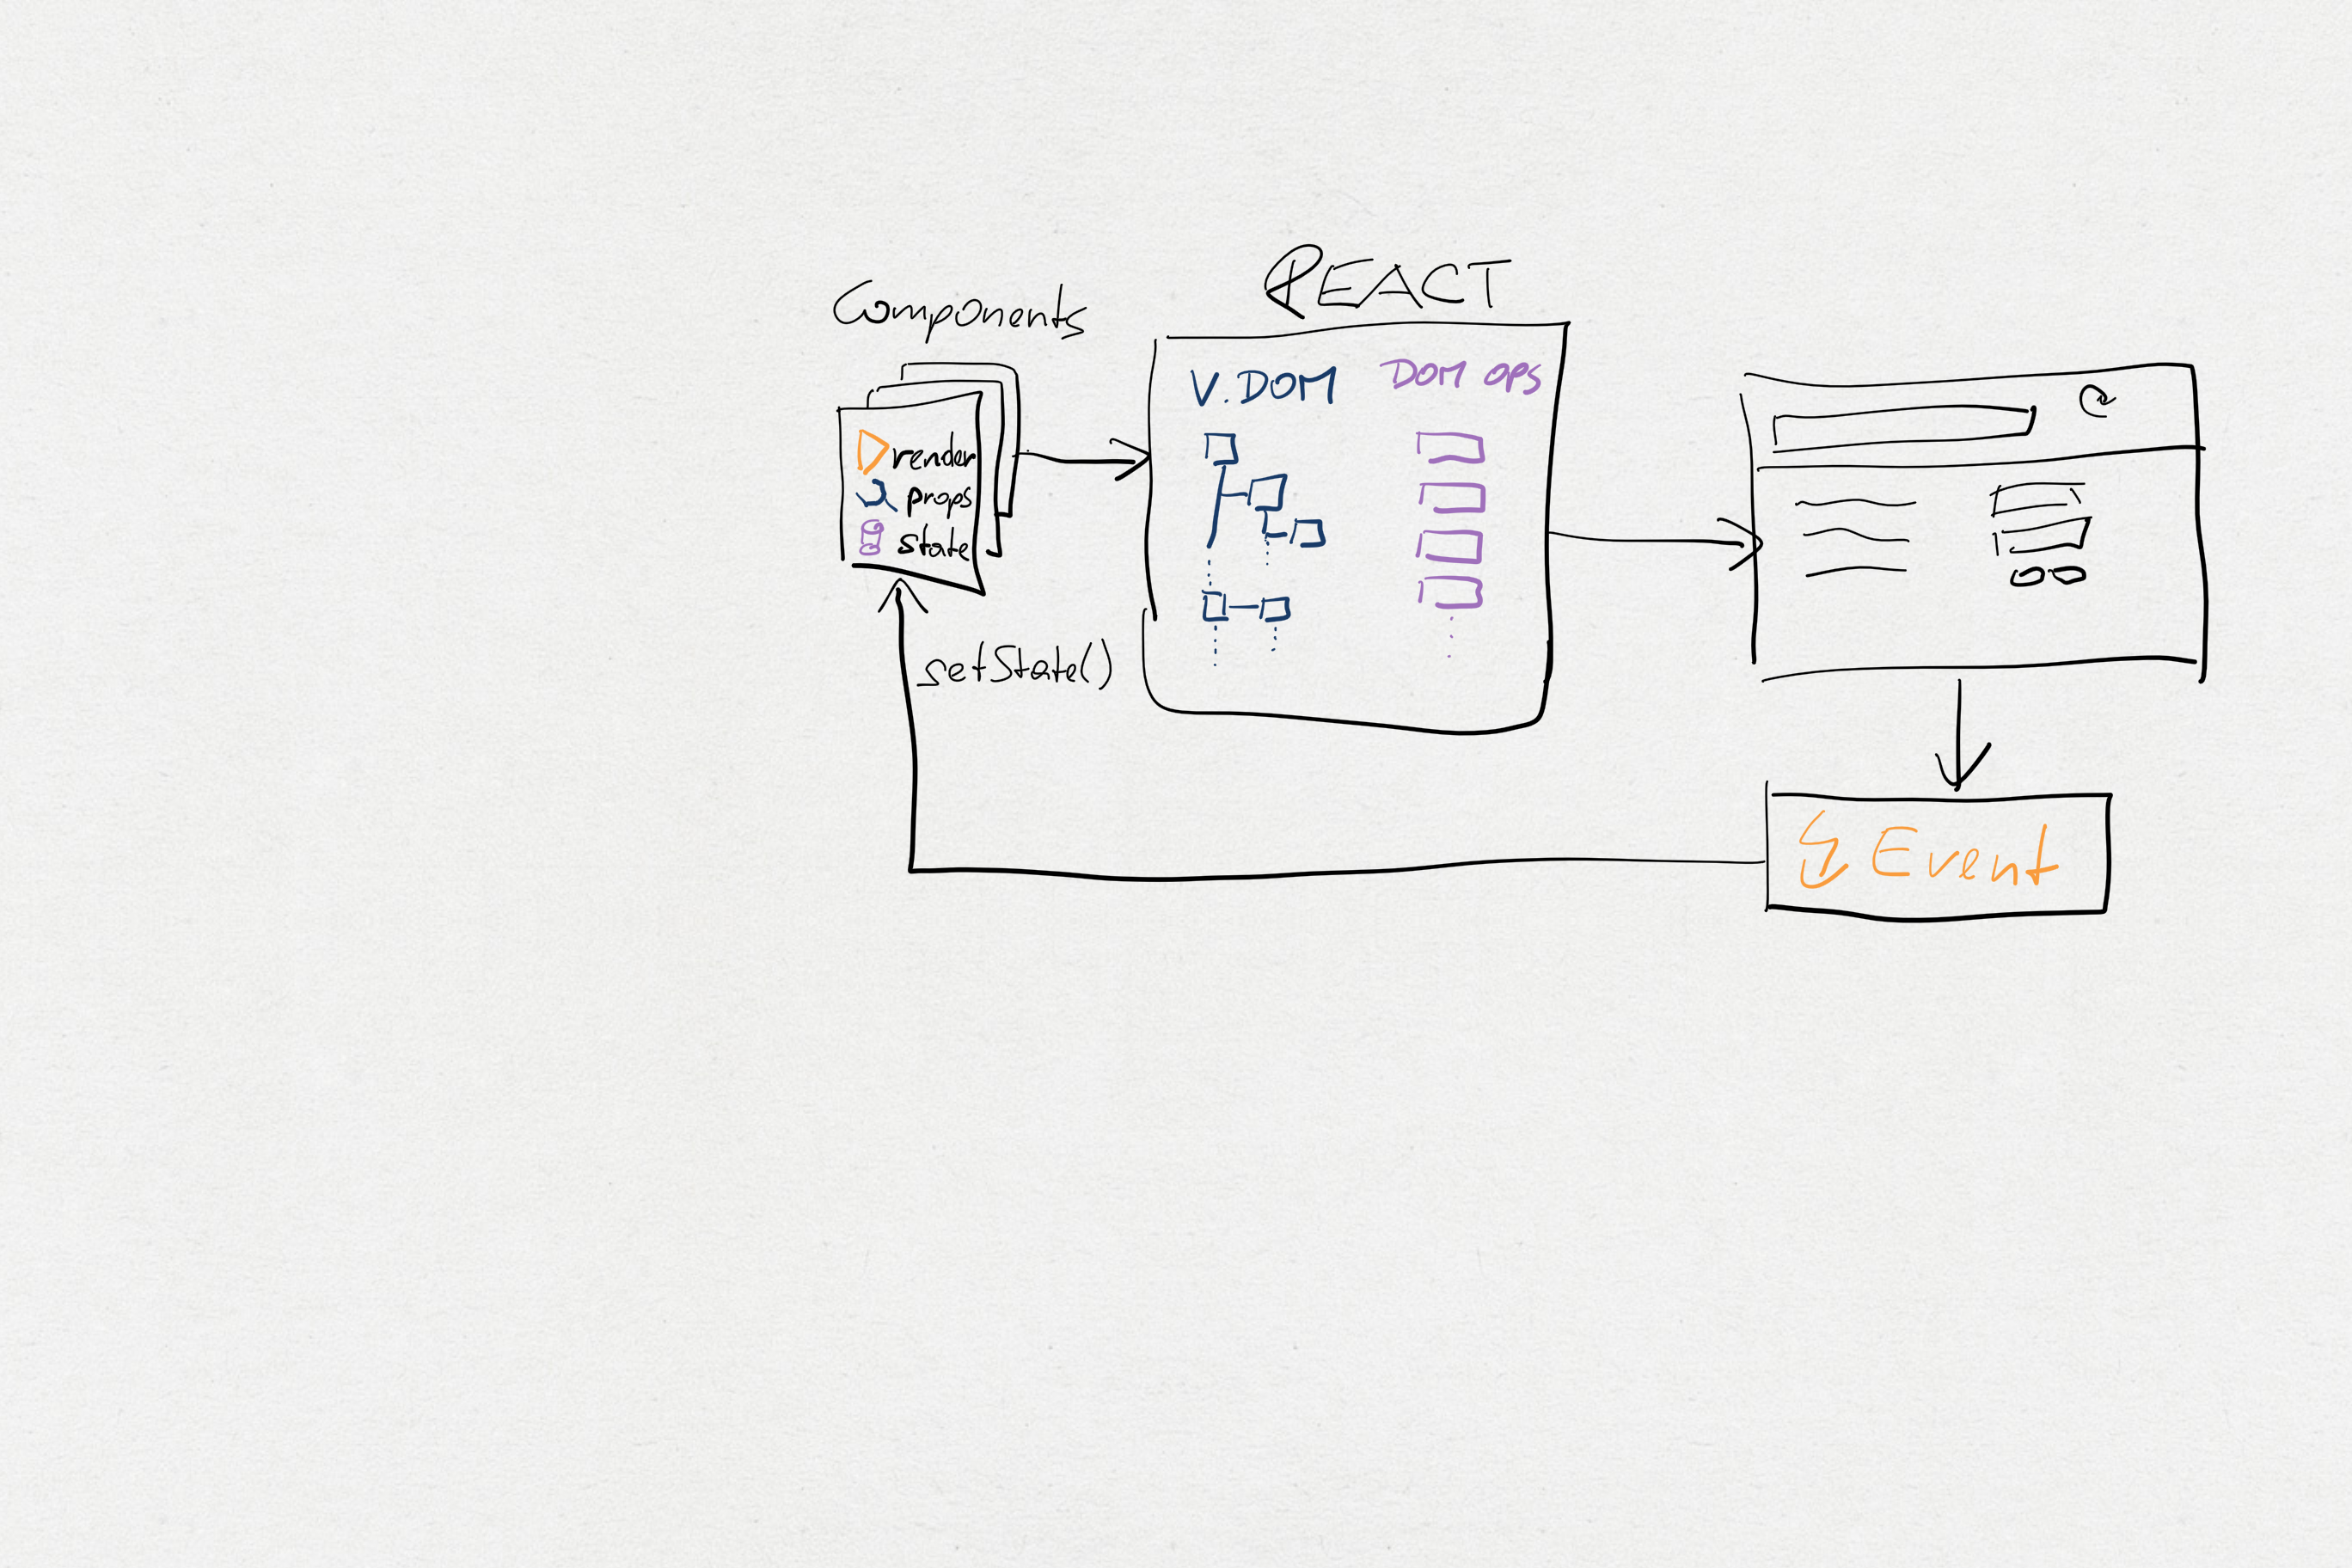 Components
REACT
render
props
state
V.DOM
DOM OPS
setState()
Event